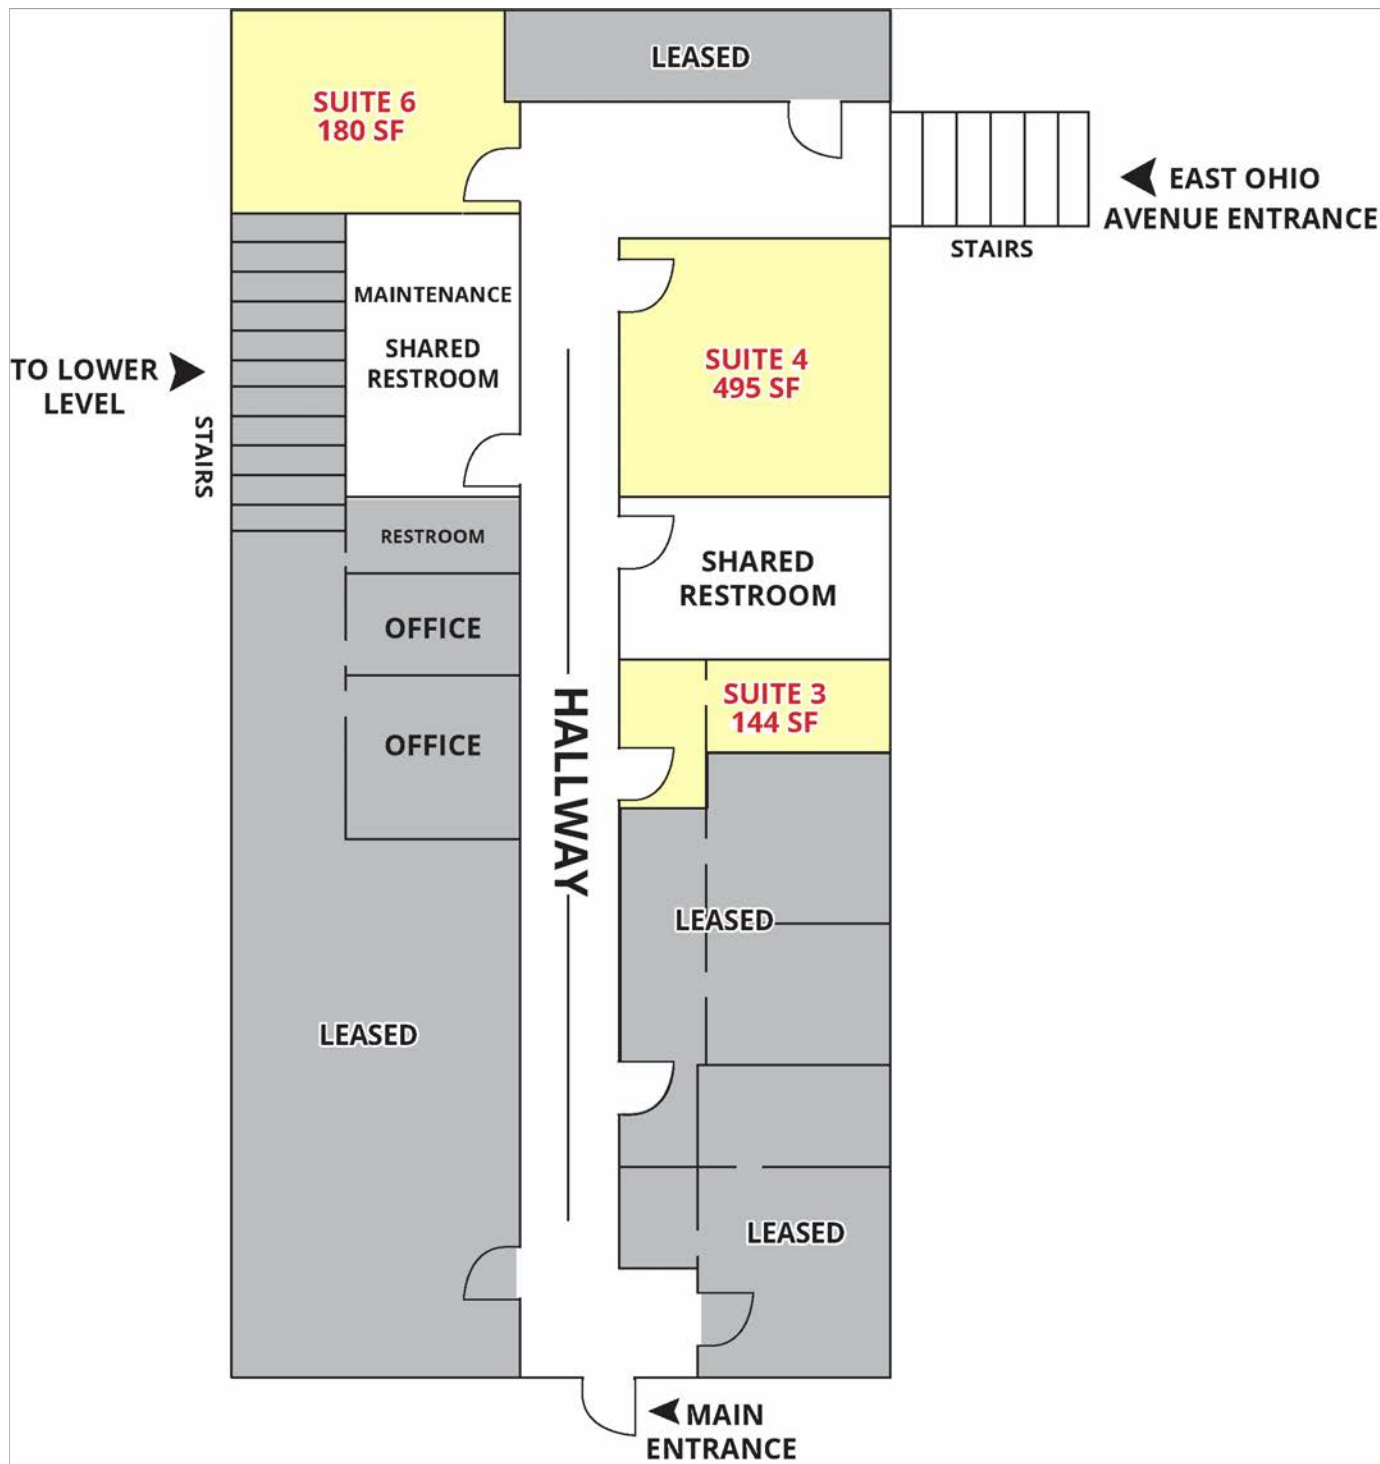 LEASED
SUITE 6
180 SF
EAST OHIO
AVENUE ENTRANCE
STAIRS
MAINTENANCE
SHARED
RESTROOM
SUITE 4
495 SF
TO LOWER
LEVEL
STAIRS
RESTROOM
SHARED
RESTROOM
OFFICE
SUITE 3
144 SF
OFFICE
HALLWAY
LEASED
LEASED
LEASED
MAIN
ENTRANCE